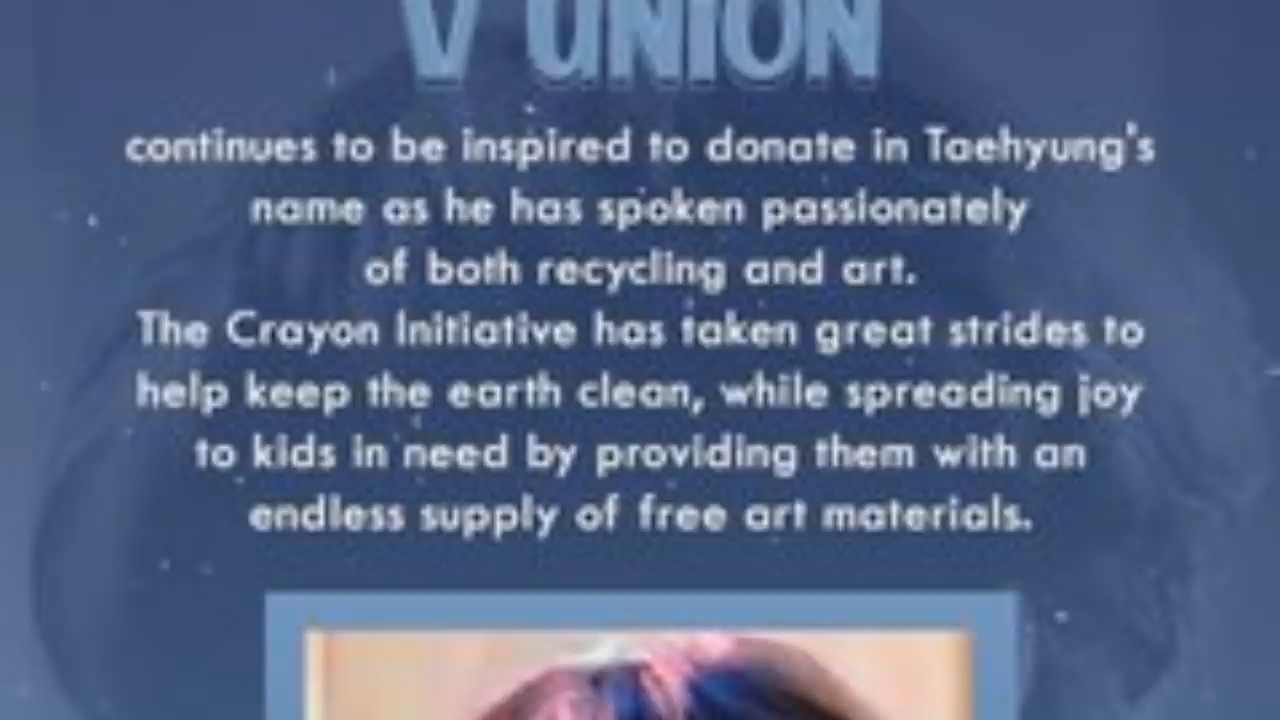 V UNION
continues to be inspired to donate in Taehyung's
name as he has spoken passionately
of both recycling and art.
The Crayon Initiative has taken great strides to
help keep the earth clean, while spreading joy
to kids in need by providing them with an
endless supply of free art materials.